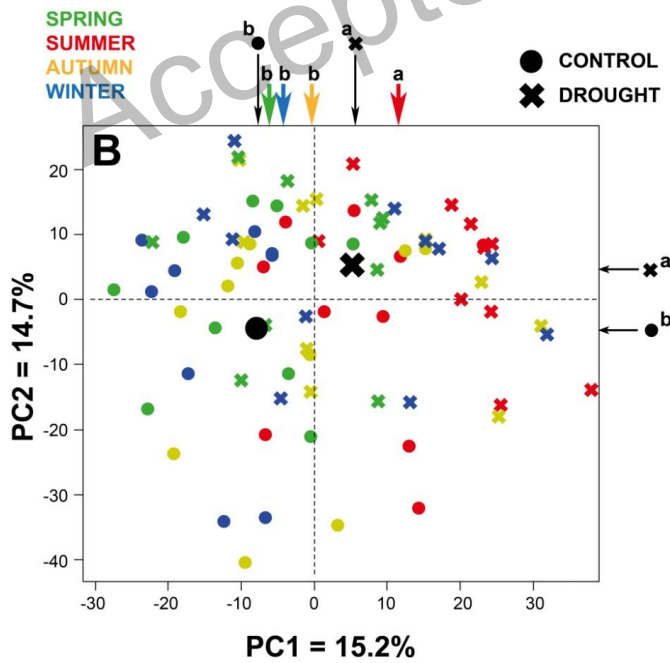 SPRING
SUMMER
AUTUMN
WINTER
Accepte
b
a
b b b a
CONTROL
DROUGHT
B
20
10
0
-10
-20
-30
-40
a
b
PC2 = 14.7%
-30 -20 -10 0 10 20 30
PC1 = 15.2%